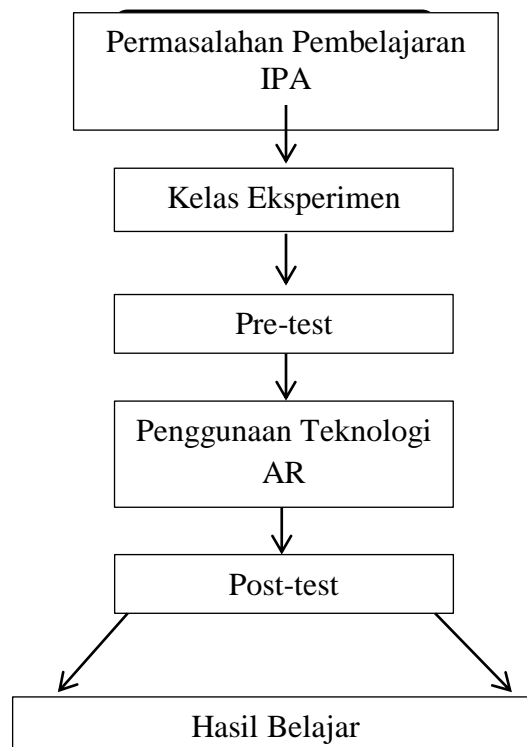 Permasalahan Pembelajaran
IPA
Kelas Eksperimen
Pre-test
Penggunaan Teknologi
AR
Post-test
Hasil Belajar